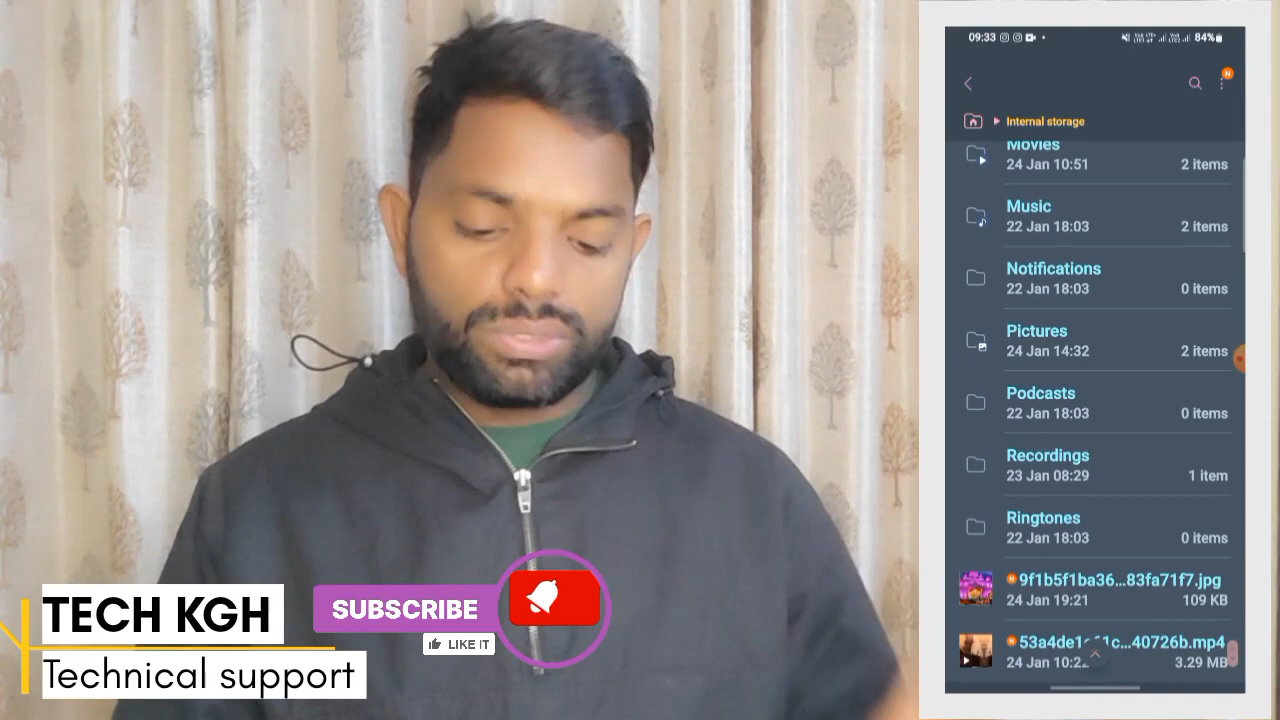 TECH KGH
Technical support
SUBSCRIBE
LIKE IT
09:33
84%
Internal storage
Movies
24 Jan 10:51 2 items
Music
22 Jan 18:03 2 items
Notifications
22 Jan 18:03 0 items
Pictures
24 Jan 14:32 2 items
Podcasts
22 Jan 18:03 0 items
Recordings
23 Jan 08:29 1 item
Ringtones
22 Jan 18:03 0 items
N
9f1b5f1ba36...83fa71f7.jpg
24 Jan 19:21 109 KB
N
24 Jan 3.29 MB